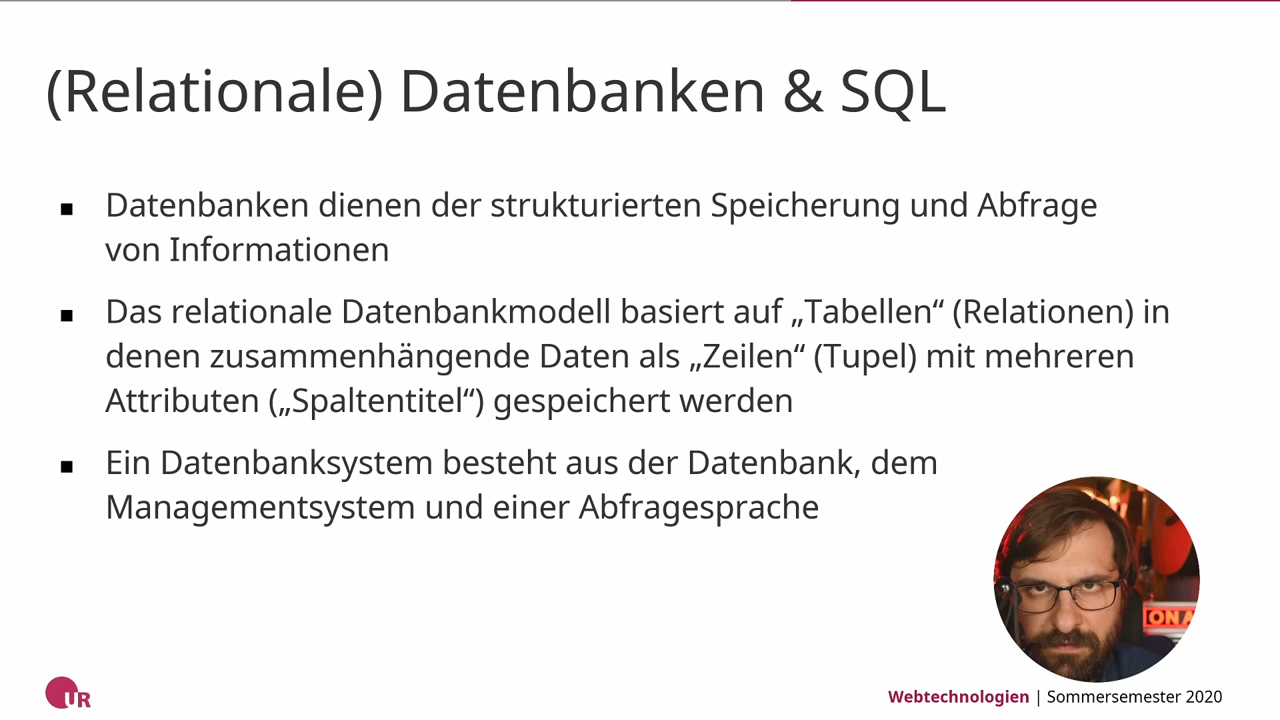 (Relationale) Datenbanken & SQL
Datenbanken dienen der strukturierten Speicherung und Abfrage
von Informationen
Das relationale Datenbankmodell basiert auf „Tabellen“ (Relationen) in
denen zusammenhängende Daten als „Zeilen“ (Tupel) mit mehreren
Attributen („Spaltentitel“) gespeichert werden
Ein Datenbanksystem besteht aus der Datenbank, dem
Managementsystem und einer Abfragesprache
ON A
UR
Webtechnologien | Sommersemester 2020